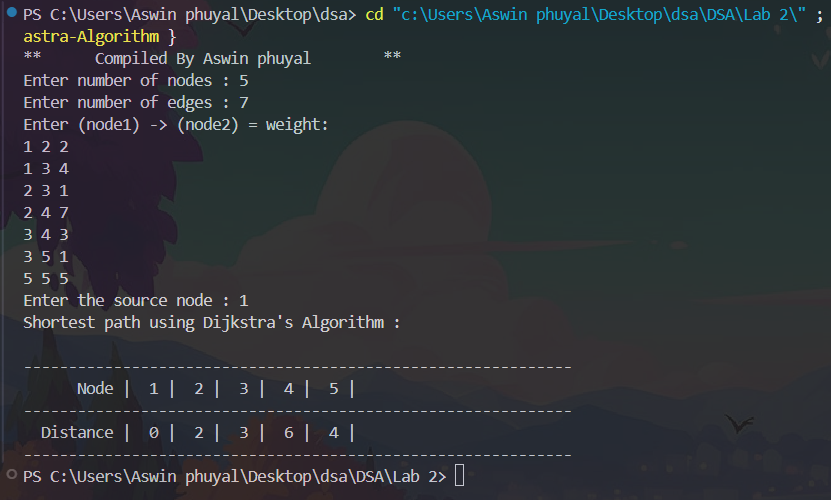 PS C:\Users\Aswin phuyal\Desktop\dsa> cd "c:\Users\Aswin phuyal\Desktop\dsa\DSA\Lab 2\" ;
astra-Algorithm }
** Compiled By Aswin phuyal **
Enter number of nodes : 5
Enter number of edges : 7
Enter (node1) -> (node2) = weight:
1 2 2
1 3 4
2 3 1
2 4 7
3 4 3
3 5 1
5 5 5
Enter the source node : 1
Shortest path using Dijkstra's Algorithm :
-------------------------------------------------------------
Node | 1 | 2 | 3 | 4 | 5 |
-------------------------------------------------------------
Distance | 0 | 2 | 3 | 6 | 4 |
-------------------------------------------------------------
PS C:\Users\Aswin phuyal\Desktop\dsa\DSA\Lab 2>